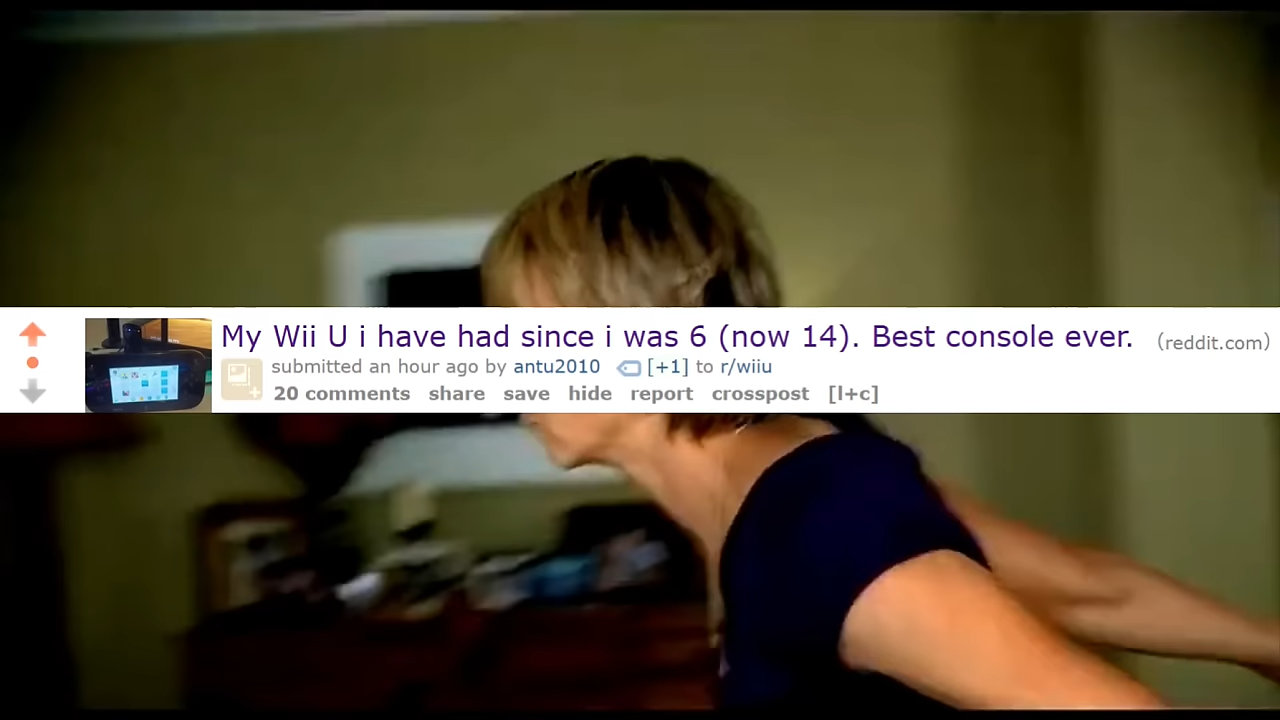 My Wii U i have had since i was 6 (now 14). Best console ever. (reddit.com)
submitted an hour ago by antu2010 [+1] to r/wiiu
20 comments share save hide report crosspost [l+c]